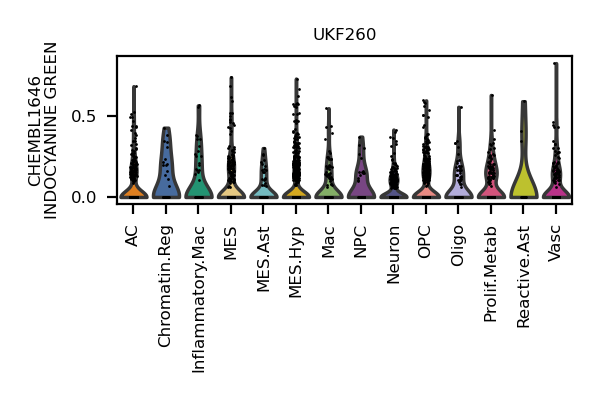 UKF260
CHEMBL1646
INDOCYANINE GREEN
0.5
0.0
AC
Chromatin.Reg
Inflammatory.Mac
MES
MES.Ast
MES.Hyp
Mac
NPC
Neuron
OPC
Oligo
Prolif.Metab
Reactive.Ast
Vasc